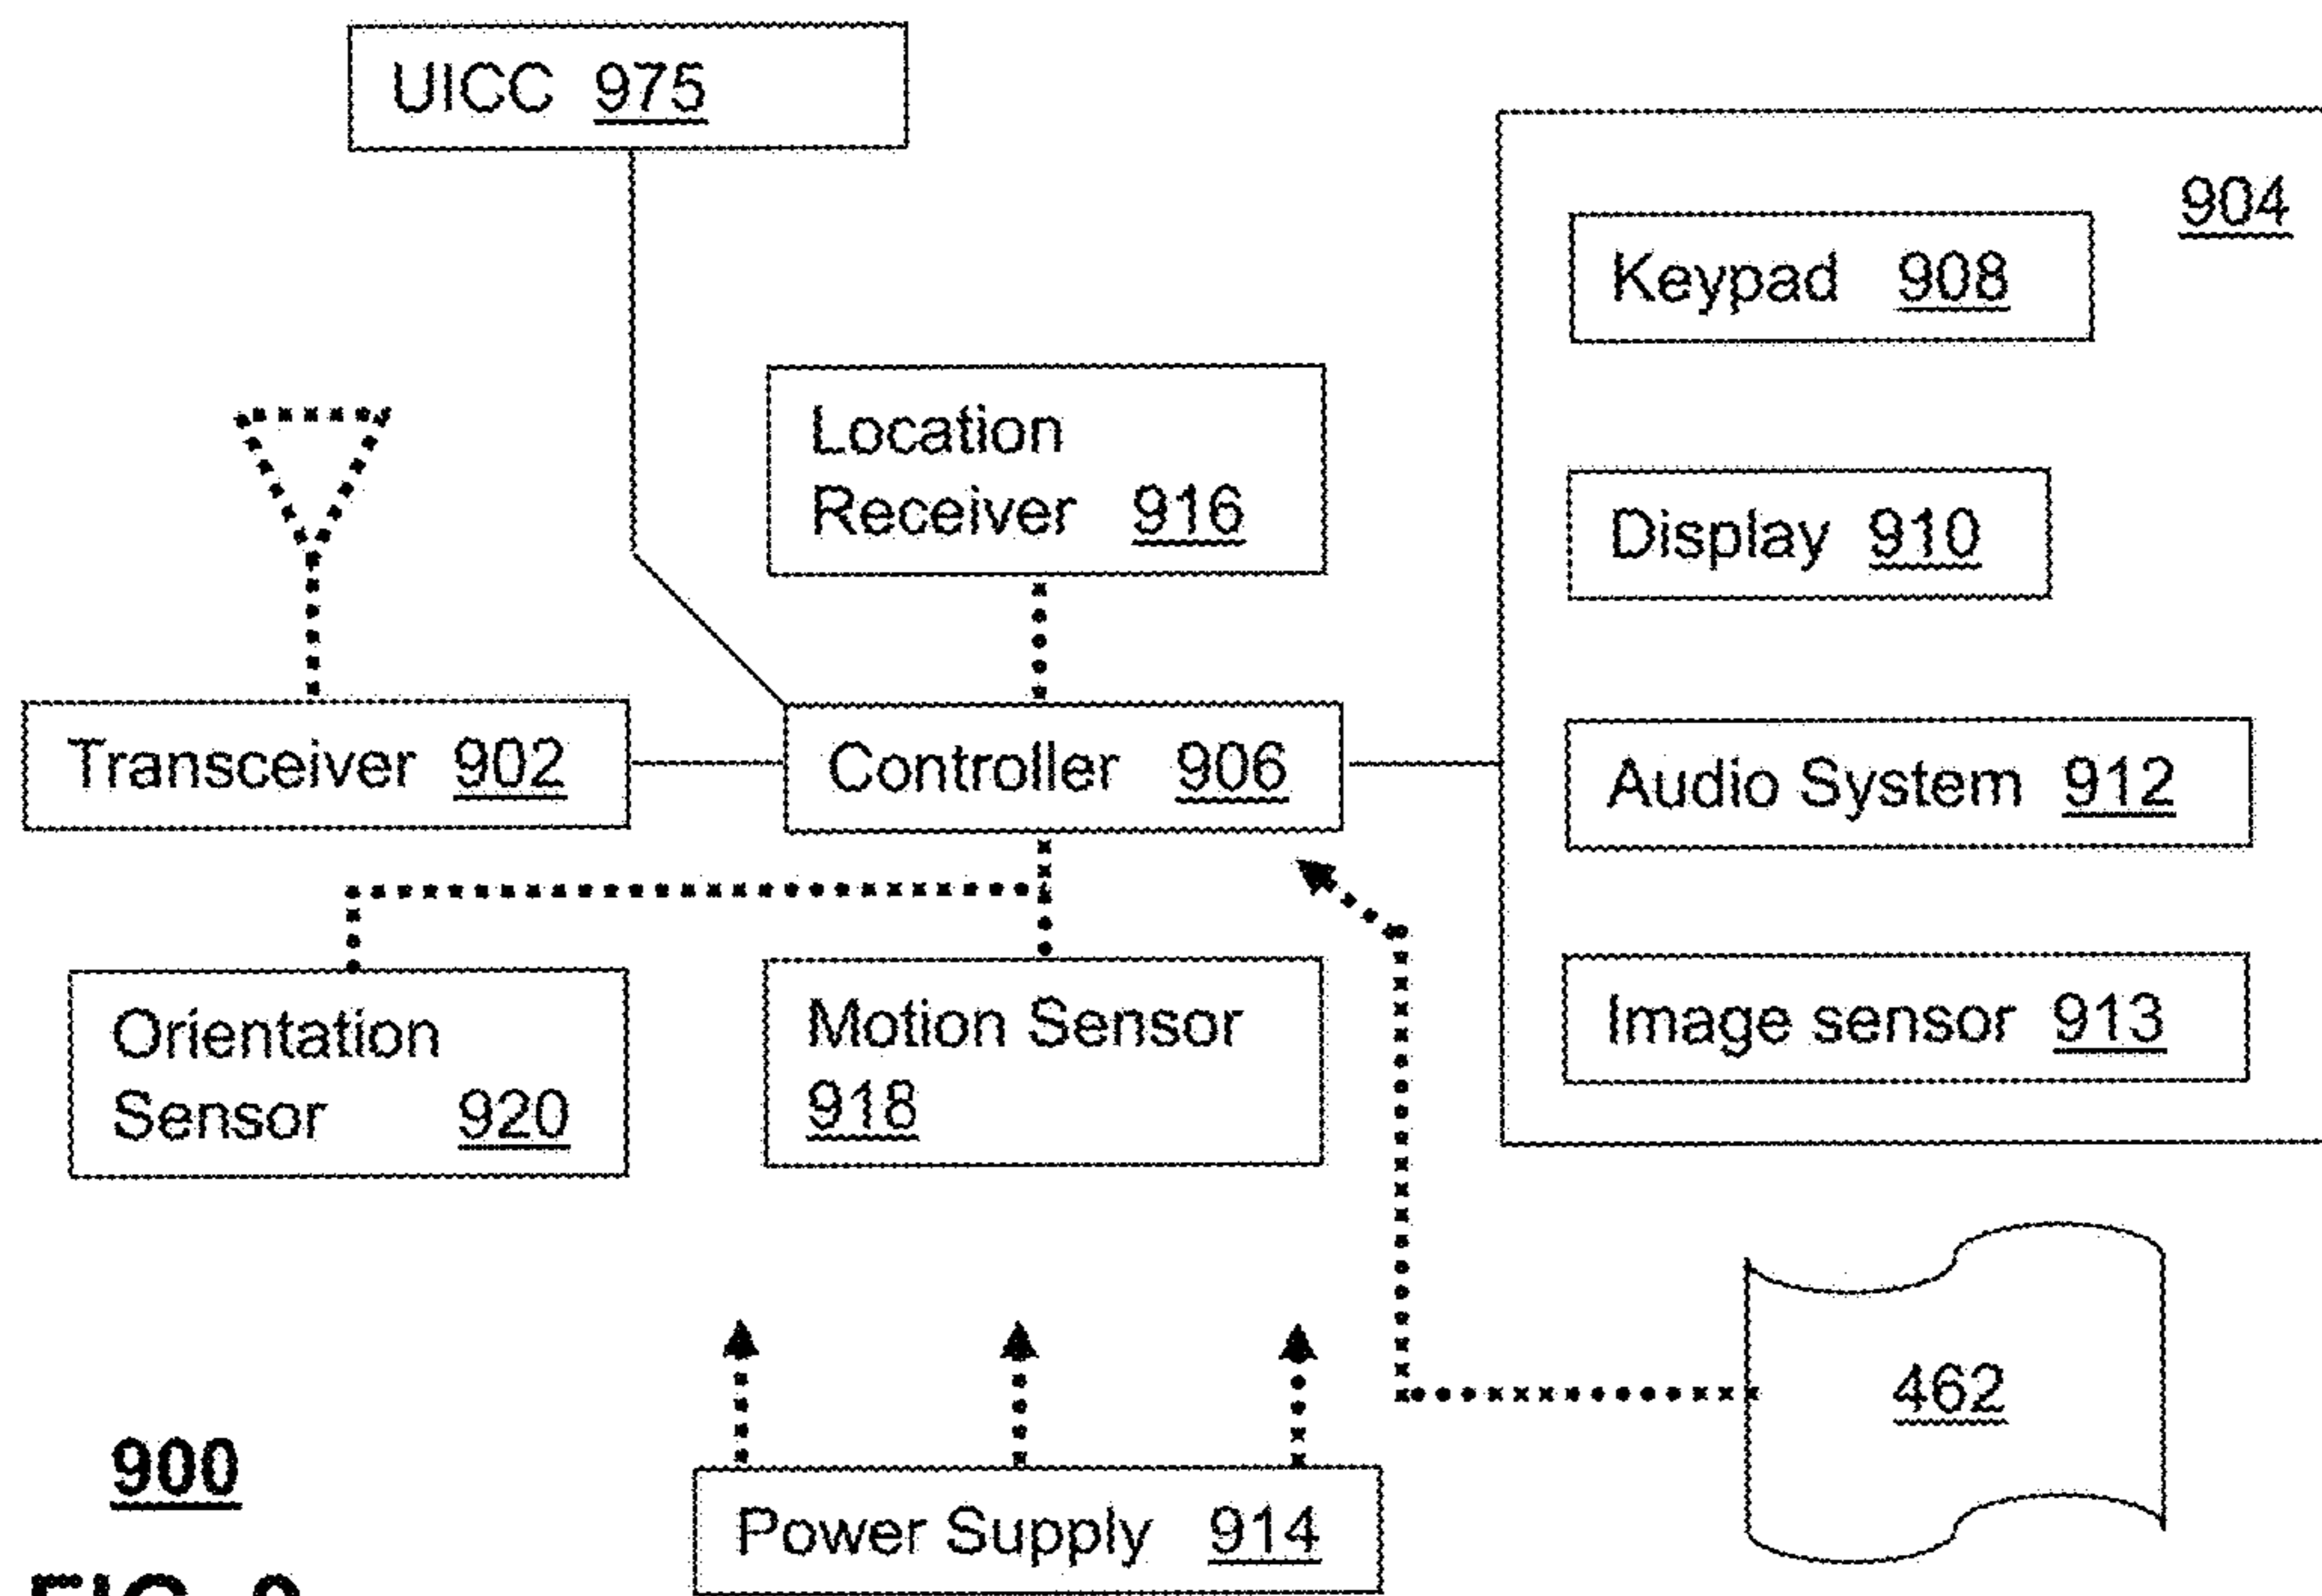 UICC 975
904
Keypad 908
Location
Receiver 916
Display 910
Transceiver 902
Controller 906
Audio System 912
Orientation
Sensor 920
Motion Sensor
918
Image sensor 913
462
900
Power Supply 914